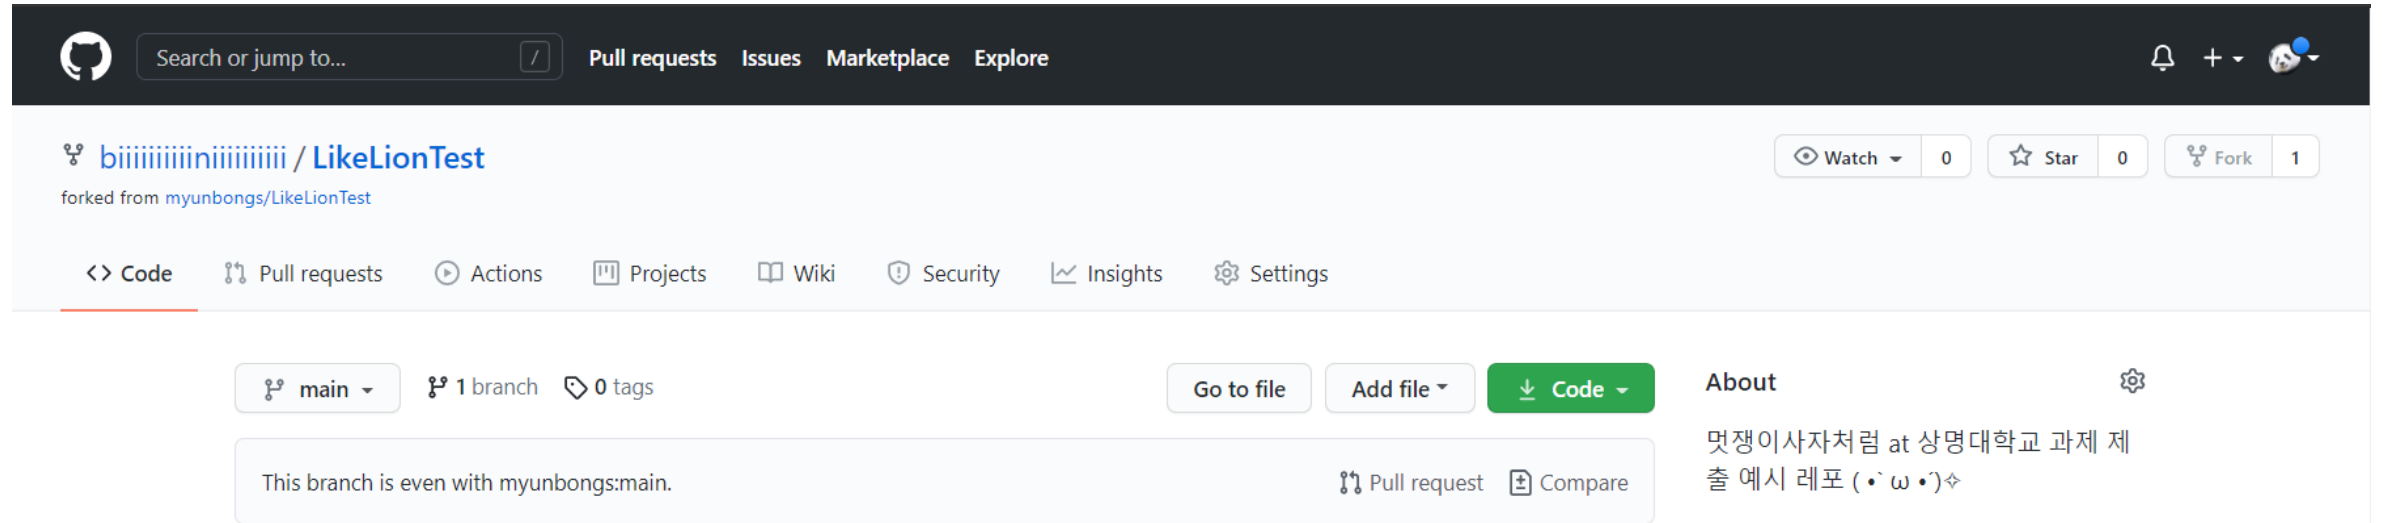 Search or jump to... / Pull requests Issues Marketplace Explore
biiiiiiiiiiniiiiiiiiii / LikeLionTest Watch 0 Star 0 Fork 1
forked from myunbongs/LikeLionTest
<> Code Pull requests Actions Projects Wiki Security Insights Settings
main 1 branch 0 tags Go to file Add file Code About
This branch is even with myunbongs:main. Pull request Compare
멋쟁이사자처럼 at 상명대학교 과제 제
출 예시 레포 ( •̀ ω •́ )✧